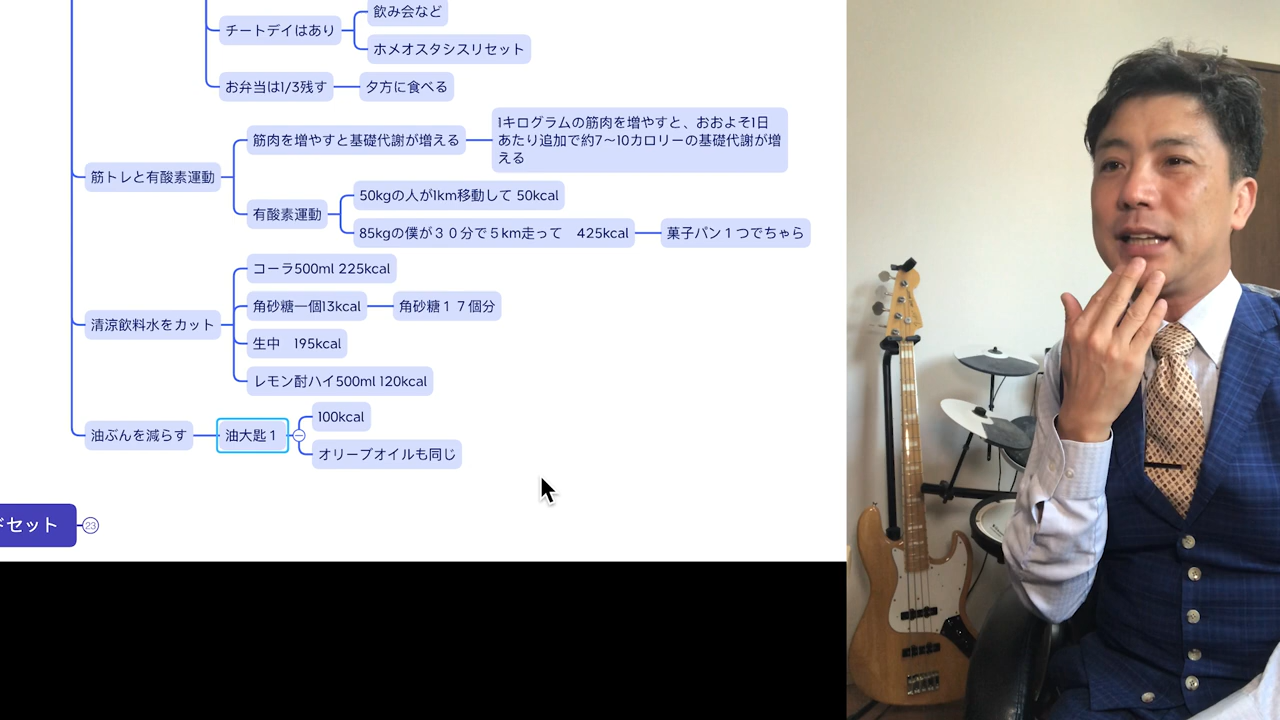 飲み会など
チートデイはあり
ホメオスタシスリセット
お弁当は1/3残す
夕方に食べる
筋トレと有酸素運動
筋肉を増やすと基礎代謝が増える
1キログラムの筋肉を増やすと、おおよそ1日
あたり追加で約7〜10カロリーの基礎代謝が増
える
有酸素運動
50kgの人が1km移動して 50kcal
85kgの僕が３０分で５km走って　425kcal
菓子パン１つでちゃら
清涼飲料水をカット
コーラ500ml 225kcal
角砂糖一個13kcal
角砂糖１７個分
生中　195kcal
レモン酎ハイ500ml 120kcal
油ぶんを減らす
油大匙１
100kcal
オリーブオイルも同じ
ドセット
23